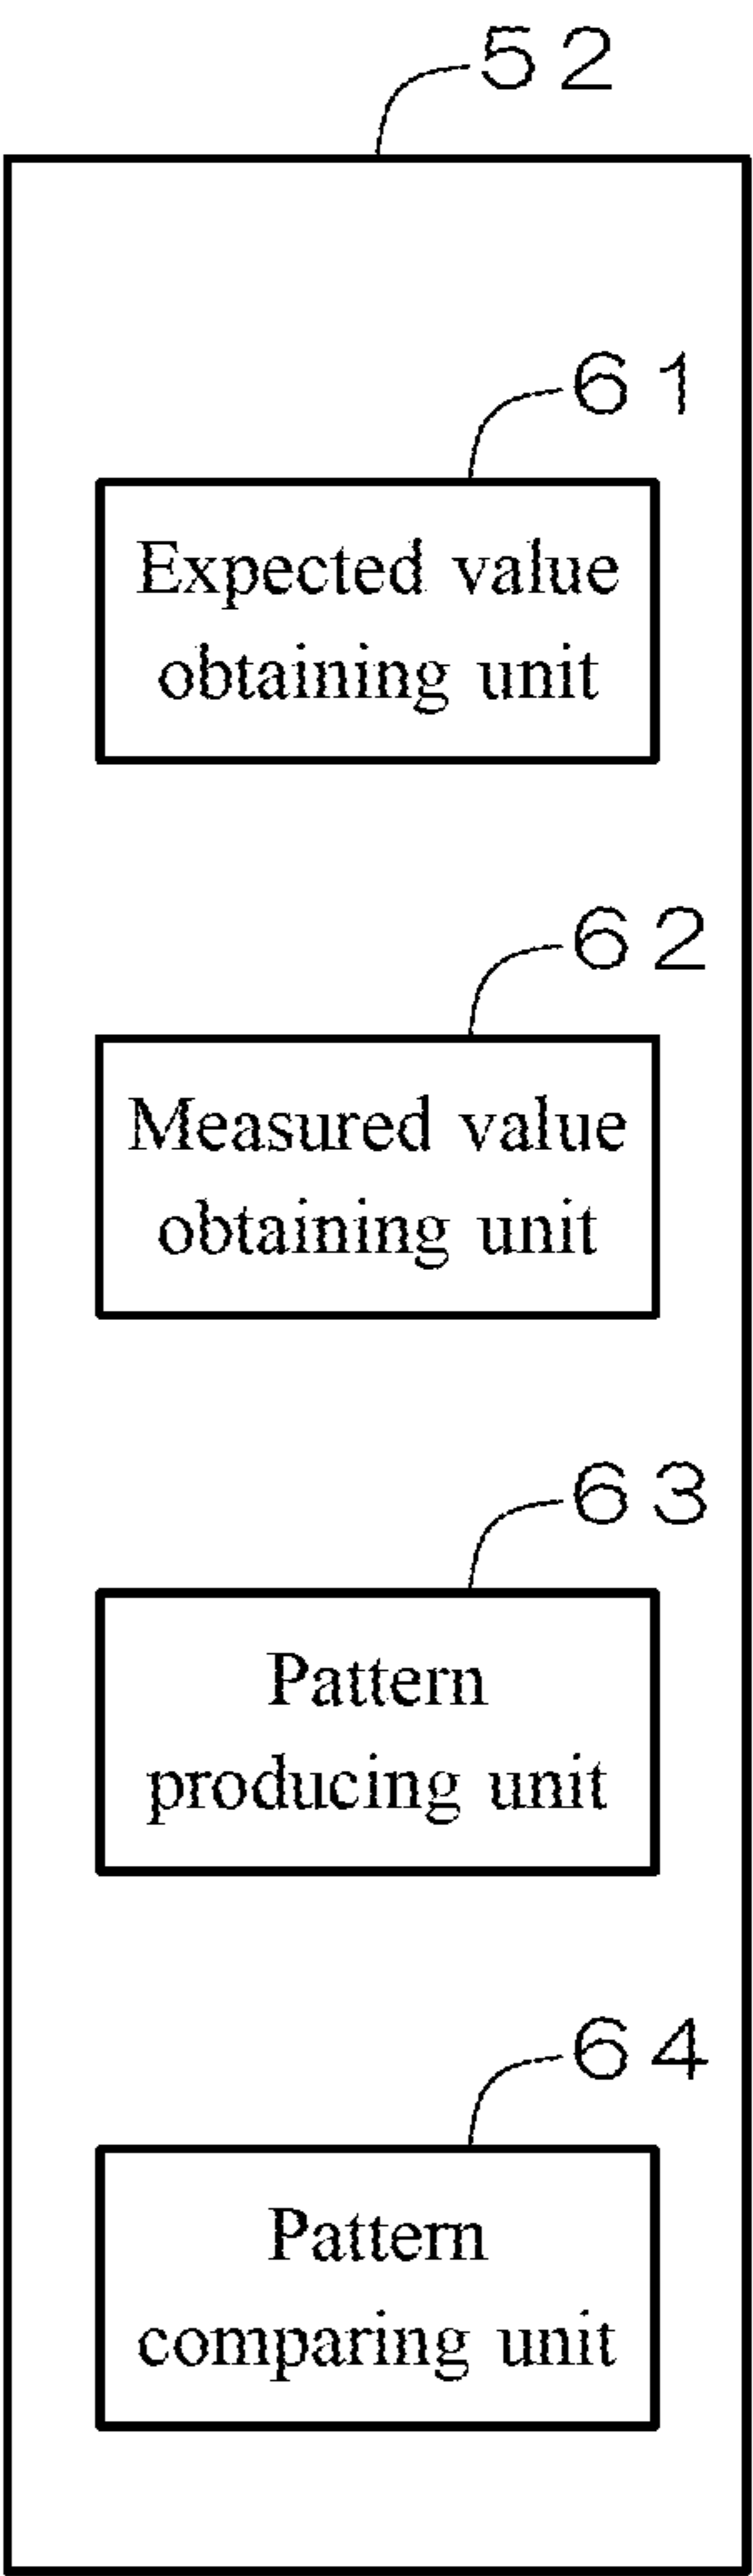 52
61
Expected value
obtaining unit
62
Measured value
obtaining unit
63
Pattern
producing unit
64
Pattern
comparing unit